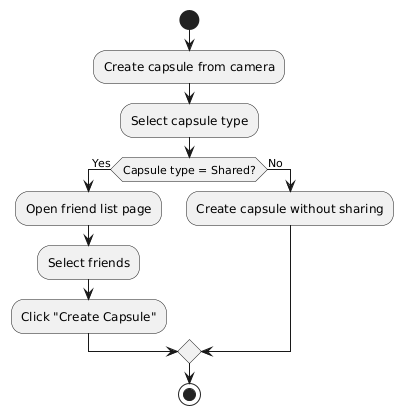 Create capsule from camera
Select capsule type
Yes
Capsule type = Shared?
No
Open friend list page
Create capsule without sharing
Select friends
Click "Create Capsule"